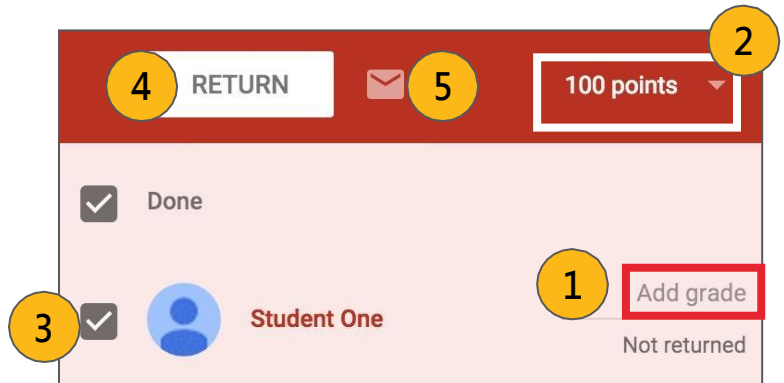 2
4 RETURN 5 100 points
Done
1 Add grade
3 Student One
Not returned